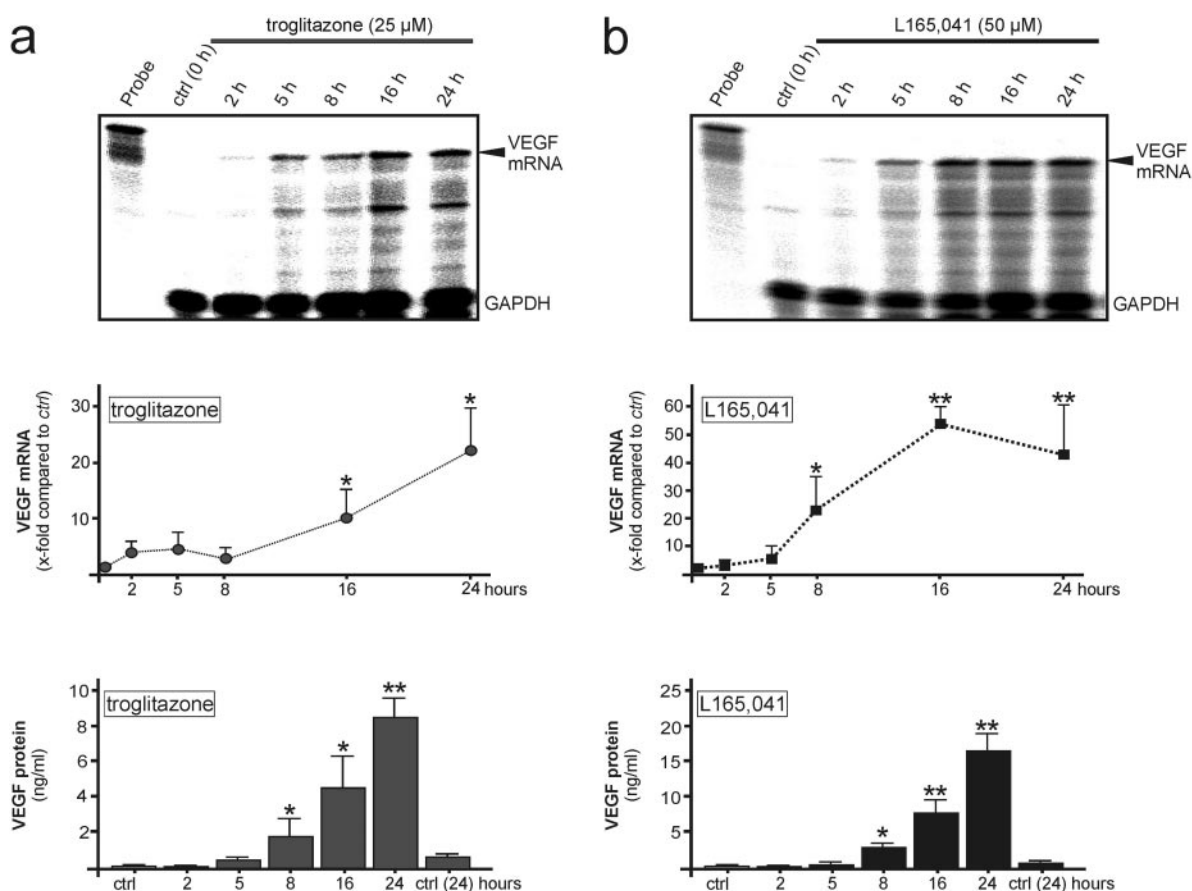 a
troglitazone (25 µM)
Probe
ctrl (0 h)
2 h
5 h
8 h
16 h
24 h
VEGF
mRNA
GAPDH
troglitazone
VEGF mRNA
(x-fold compared to ctrl)
30
20
10
*
*
2 5 8 16 24 hours
troglitazone
VEGF protein
(ng/ml)
10
8
6
4
2
*
*
**
ctrl 2 5 8 16 24 ctrl (24) hours
b
L165,041 (50 µM)
Probe
ctrl (0 h)
2 h
5 h
8 h
16 h
24 h
VEGF
mRNA
GAPDH
L165,041
VEGF mRNA
(x-fold compared to ctrl)
60
50
40
30
20
10
*
**
**
2 5 8 16 24 hours
L165,041
VEGF protein
(ng/ml)
25
20
15
10
5
*
**
**
ctrl 2 5 8 16 24 ctrl (24) hours